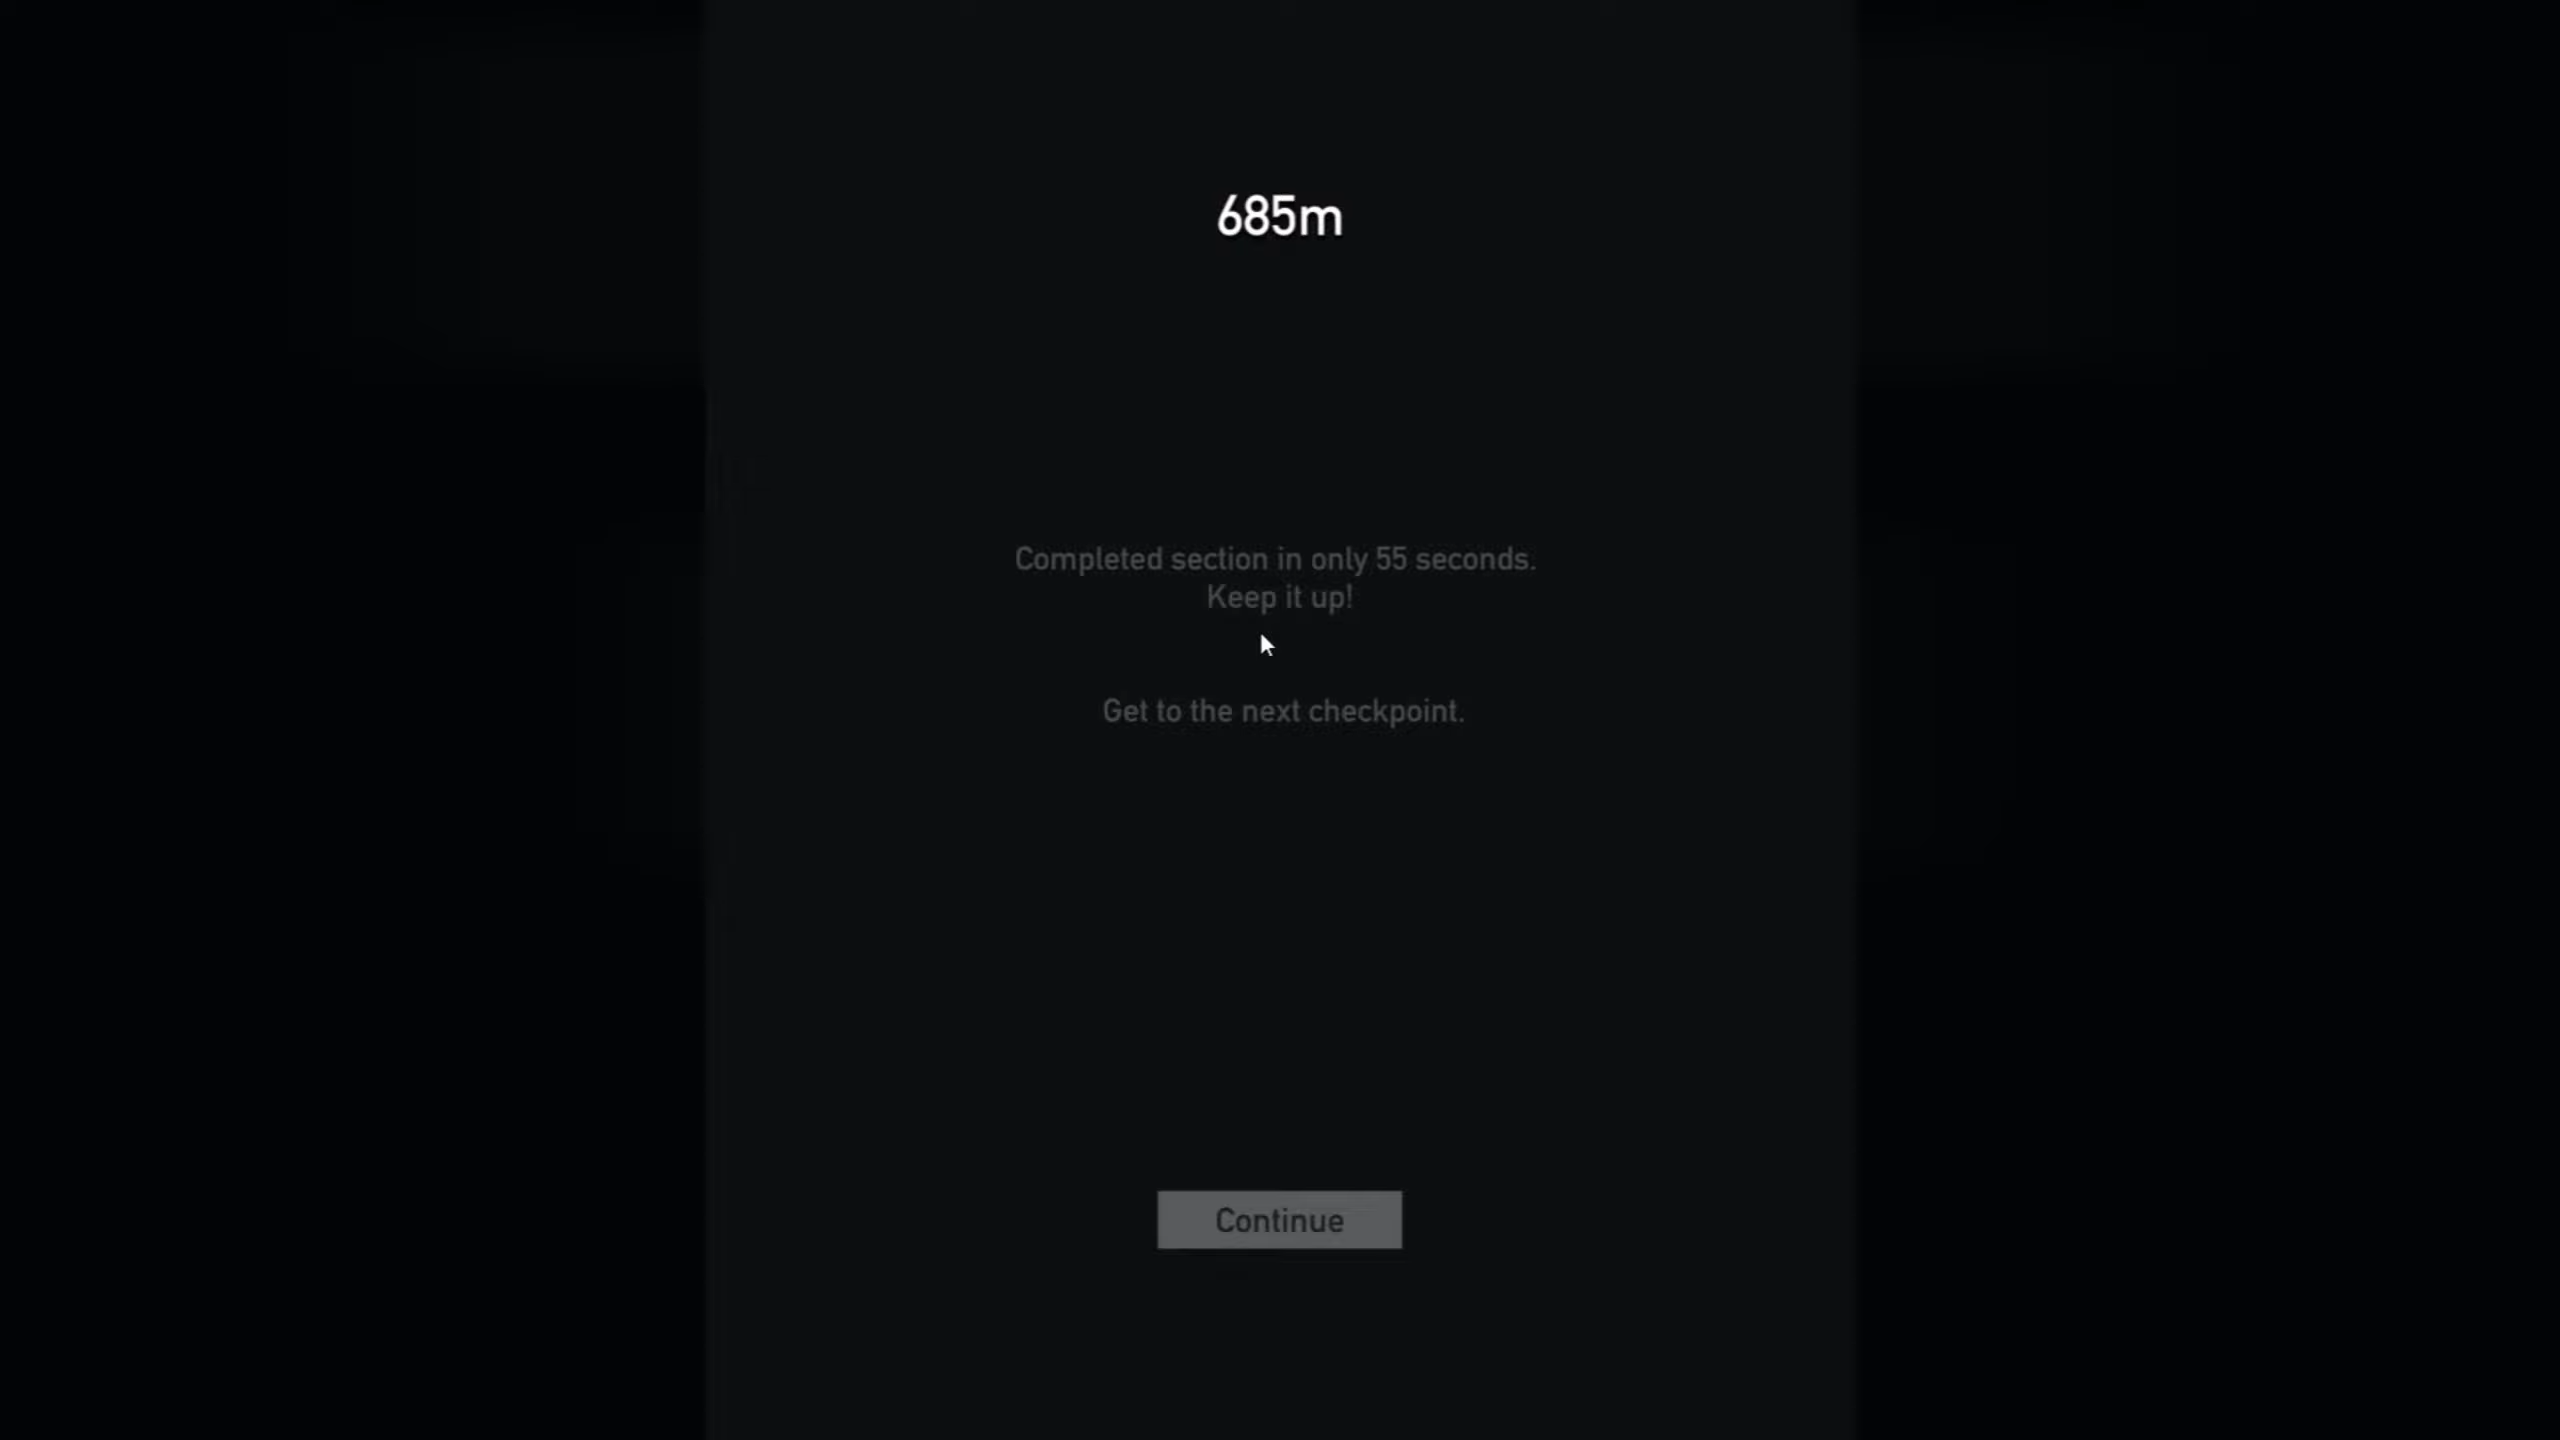 685m
Completed section in only 55 seconds.
Keep it up!
Get to the next checkpoint.
Continue